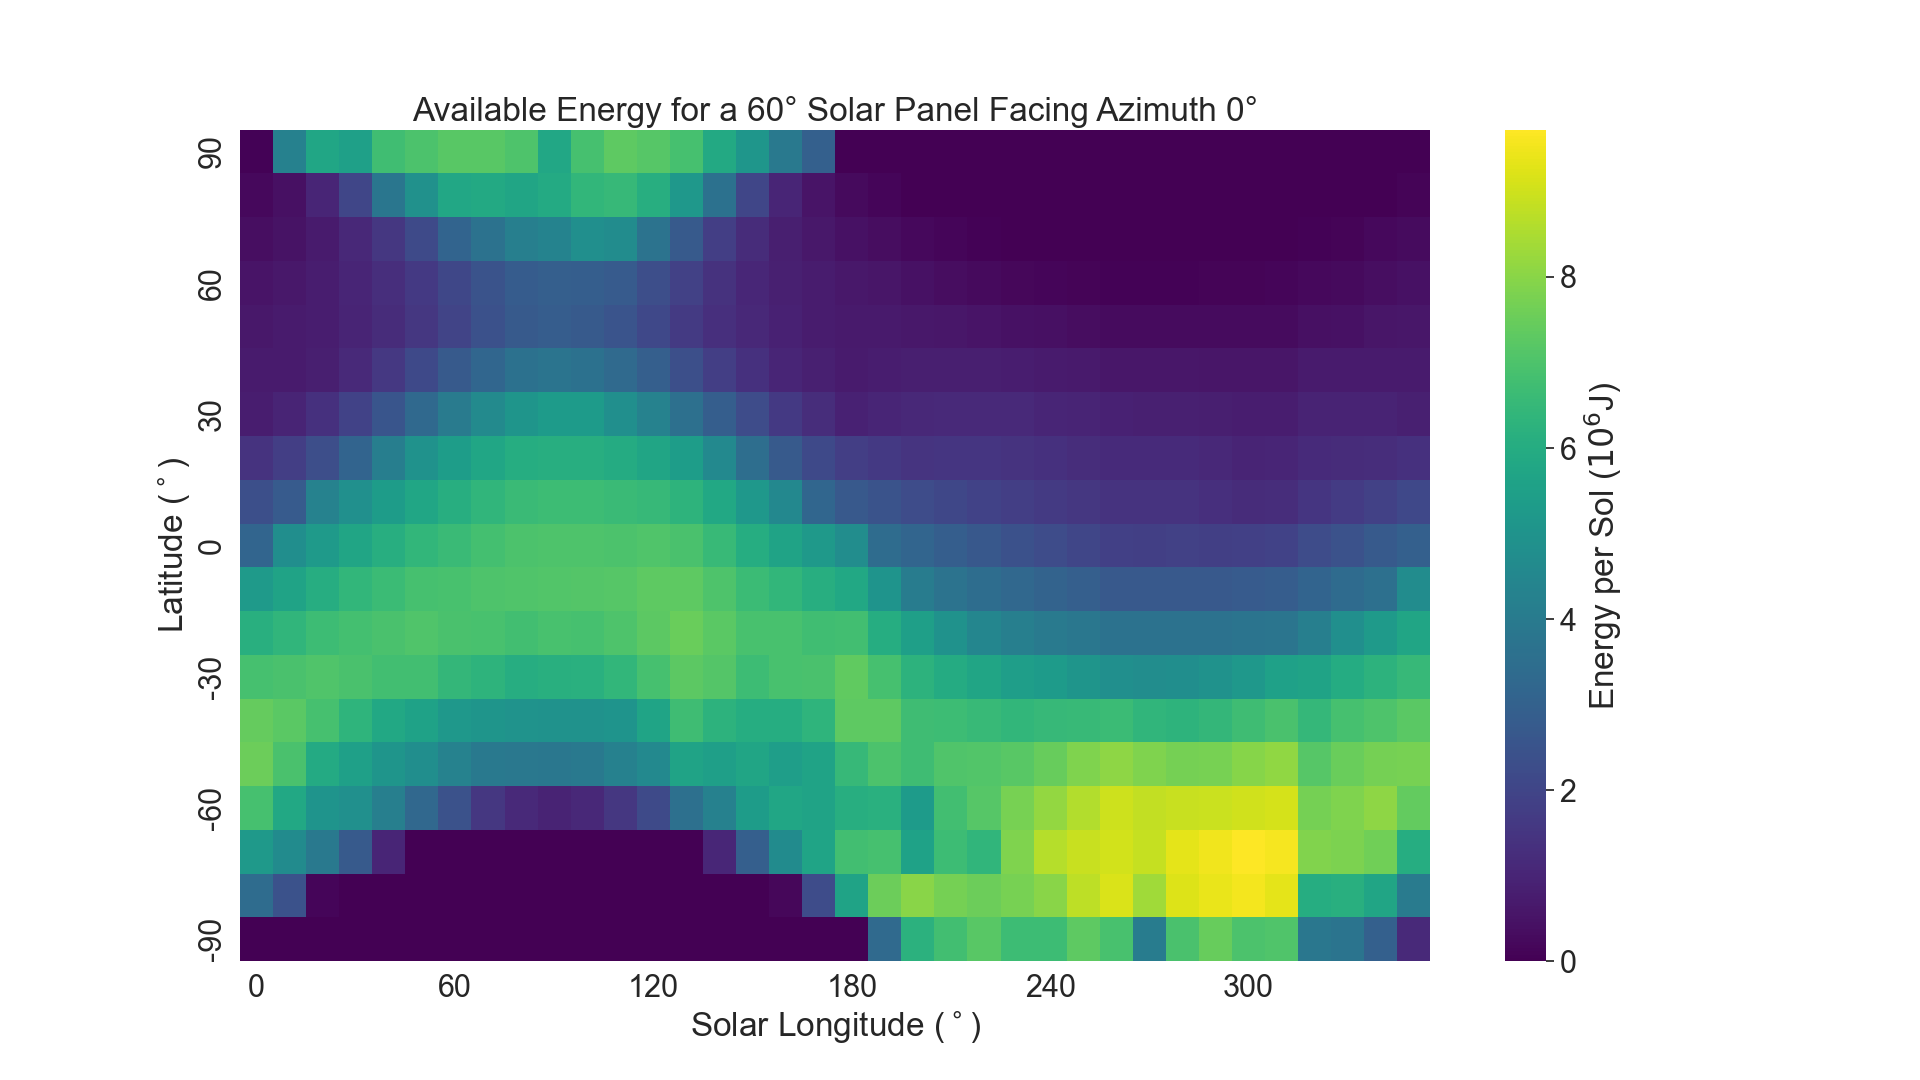 Available Energy for a 60° Solar Panel Facing Azimuth 0°
90
60
30
0
-30
-60
-90
Latitude (°)
0 60 120 180 240 300
Solar Longitude (°)
8
6
4
2
0
Energy per Sol (10⁶J)